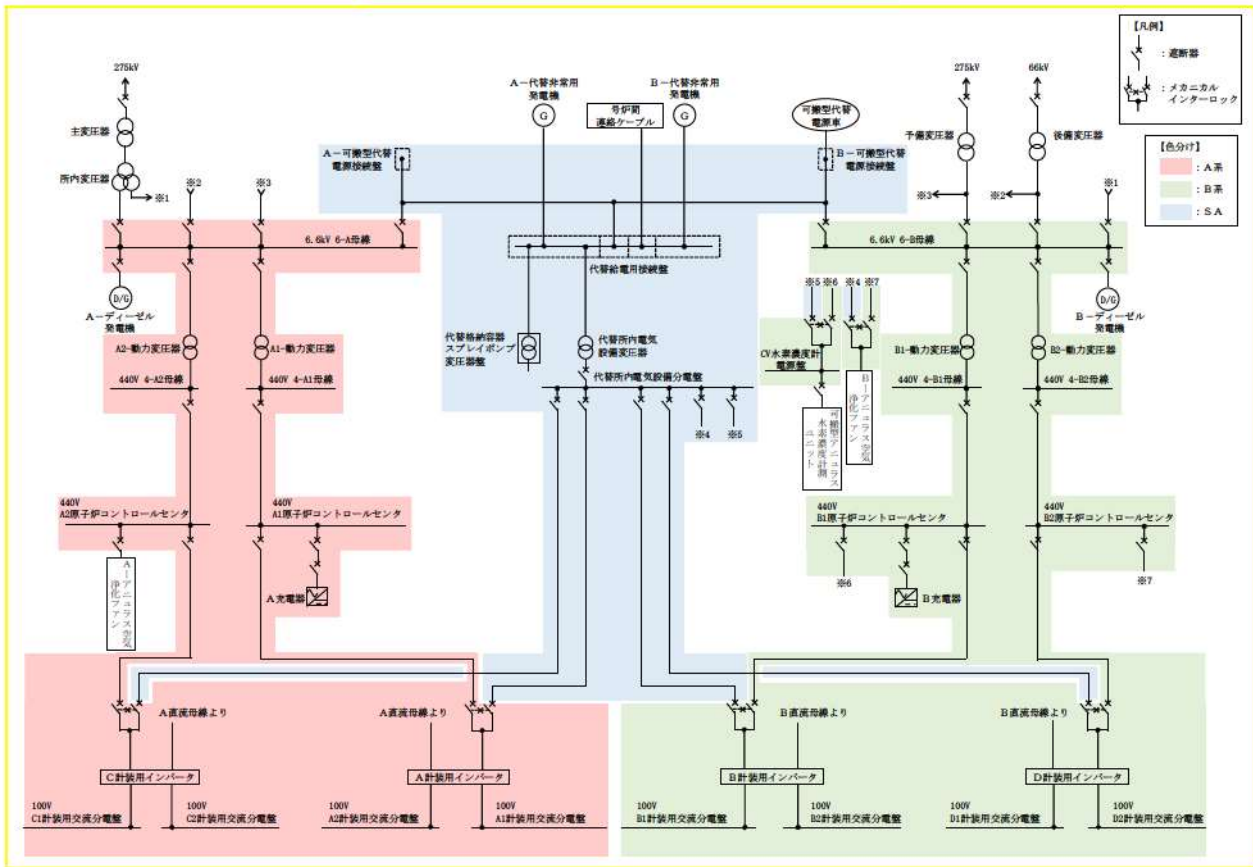 【凡例】
：遮断器
：メカニカル
インターロック
【色分け】
：A系
：B系
：SA
275kV
主変圧器
所内変圧器
※1
※2
※3
A－代替非常用
発電機
G
号炉間
連絡ケーブル
B－代替非常用
発電機
G
可搬型代替
電源車
275kV
66kV
予備変圧器
後備変圧器
※3
※2
※1
A－可搬型代替
電源接続盤
B－可搬型代替
電源接続盤
6.6kV 6-A母線
代替給電用接続盤
6.6kV 6-B母線
D/G
A－ディーゼル
発電機
D/G
B－ディーゼル
発電機
A2-動力変圧器
A1-動力変圧器
440V 4-A2母線
440V 4-A1母線
代替格納容器
スプレイポンプ
変圧器盤
代替所内電気
設備変圧器
代替所内電気設備分電盤
※4
※5
※5
※6
※4
※7
CV水素濃度計
電源盤
可搬型アニュラス
水素濃度計測
ユニット
B－アニュラス空気
浄化ファン
B1-動力変圧器
B2-動力変圧器
440V 4-B1母線
440V 4-B2母線
440V
A2原子炉コントロールセンタ
440V
A1原子炉コントロールセンタ
A－アニュラス空気
浄化ファン
A充電器
440V
B1原子炉コントロールセンタ
440V
B2原子炉コントロールセンタ
※6
B充電器
※7
A直流母線より
A直流母線より
B直流母線より
B直流母線より
C計装用インバータ
A計装用インバータ
B計装用インバータ
D計装用インバータ
100V
C1計装用交流分電盤
100V
C2計装用交流分電盤
100V
A2計装用交流分電盤
100V
A1計装用交流分電盤
100V
B1計装用交流分電盤
100V
B2計装用交流分電盤
100V
D1計装用交流分電盤
100V
D2計装用交流分電盤